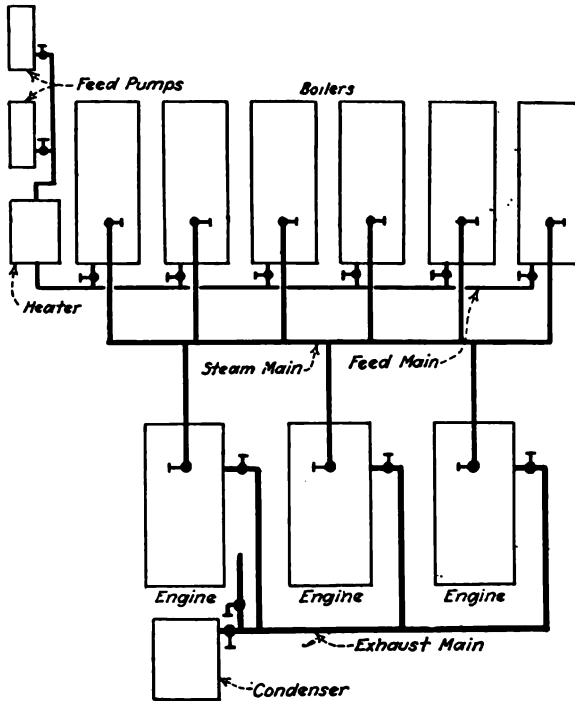 Feed Pumps
Boilers
Heater
Steam Main
Feed Main
Engine
Engine
Engine
Exhaust Main
Condenser